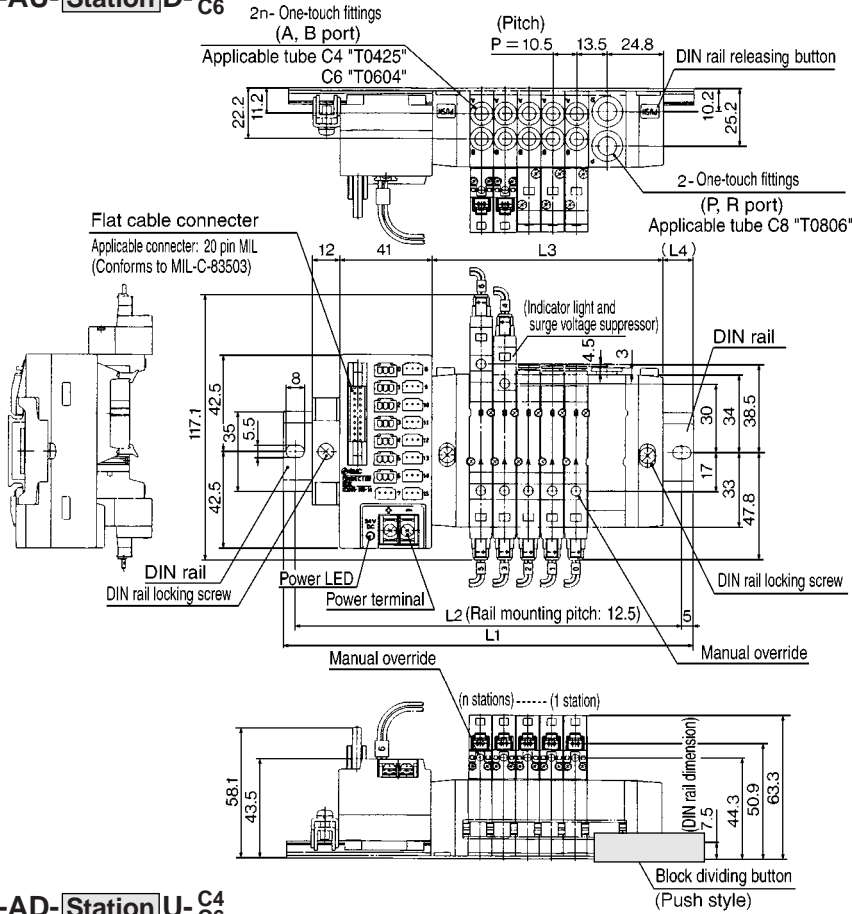 -AU- Station D- C6
2n- One-touch fittings
(A, B port)
Applicable tube C4 "T0425"
C6 "T0604"
(Pitch)
P = 10.5
13.5
24.8
DIN rail releasing button
22.2
11.2
10.2
25.2
PUSH
PUSH
2- One-touch fittings
(P, R port)
Applicable tube C8 "T0806"
Flat cable connecter
Applicable connecter: 20 pin MIL
(Conforms to MIL-C-83503)
12
41
L3
(L4)
(Indicator light and
surge voltage suppressor)
4.5
3
DIN rail
8
42.5
35
5.5
117.1
42.5
30
34
38.5
17
33
47.8
24V
DC
DIN rail
DIN rail locking screw
Power LED
Power terminal
DIN rail locking screw
L2 (Rail mounting pitch: 12.5)
5
L1
Manual override
Manual override
(n stations) ------ (1 station)
58.1
43.5
(DIN rail dimension)
7.5
44.3
50.9
63.3
Block dividing button
(Push style)
-AD- Station U- C4